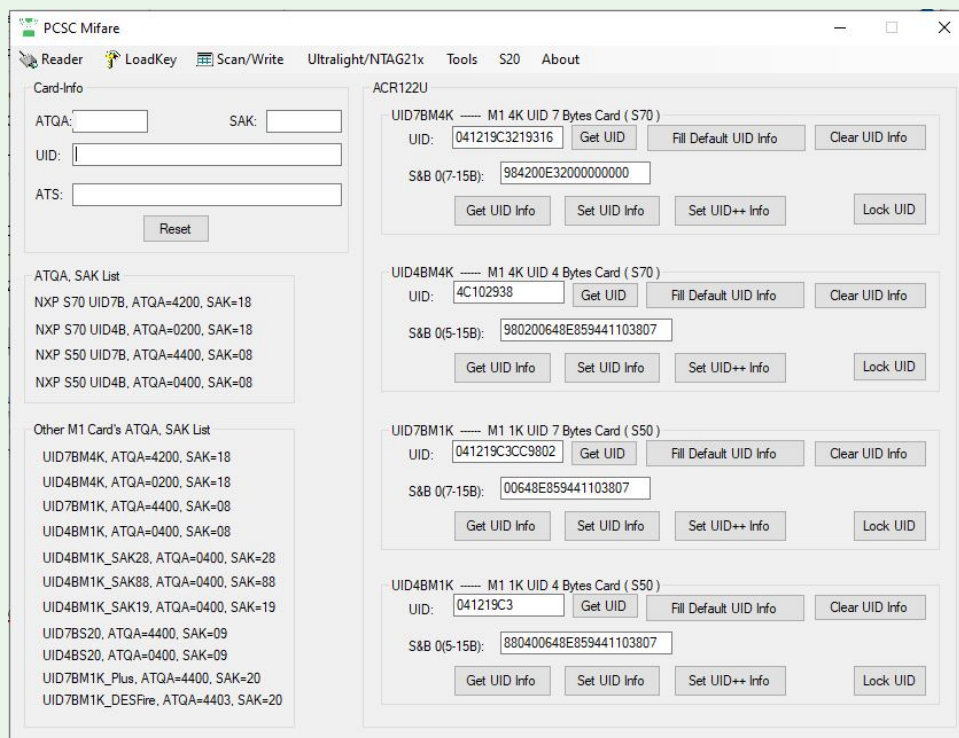 PCSC Mifare
Reader LoadKey Scan/Write Ultralight/NTAG21x Tools S20 About
Card-Info
ATQA: SAK:
UID:
ATS:
Reset
ATQA, SAK List
NXP S70 UID7B, ATQA=4200, SAK=18
NXP S70 UID4B, ATQA=0200, SAK=18
NXP S50 UID7B, ATQA=4400, SAK=08
NXP S50 UID4B, ATQA=0400, SAK=08
Other M1 Card's ATQA, SAK List
UID7BM4K, ATQA=4200, SAK=18
UID4BM4K, ATQA=0200, SAK=18
UID7BM1K, ATQA=4400, SAK=08
UID4BM1K, ATQA=0400, SAK=08
UID4BM1K_SAK28, ATQA=0400, SAK=28
UID4BM1K_SAK88, ATQA=0400, SAK=88
UID4BM1K_SAK19, ATQA=0400, SAK=19
UID7BS20, ATQA=4400, SAK=09
UID4BS20, ATQA=0400, SAK=09
UID7BM1K_Plus, ATQA=4400, SAK=20
UID7BM1K_DESFire, ATQA=4403, SAK=20
ACR122U
UID7BM4K ------ M1 4K UID 7 Bytes Card ( S70 )
UID: 041219C3219316 Get UID Fill Default UID Info Clear UID Info
S&B 0(7-15B): 984200E32000000000
Get UID Info Set UID Info Set UID++ Info Lock UID
UID4BM4K ------ M1 4K UID 4 Bytes Card ( S70 )
UID: 4C102938 Get UID Fill Default UID Info Clear UID Info
S&B 0(5-15B): 980200648E859441103807
Get UID Info Set UID Info Set UID++ Info Lock UID
UID7BM1K ------ M1 1K UID 7 Bytes Card ( S50 )
UID: 041219C3CC9802 Get UID Fill Default UID Info Clear UID Info
S&B 0(7-15B): 00648E859441103807
Get UID Info Set UID Info Set UID++ Info Lock UID
UID4BM1K ------ M1 1K UID 4 Bytes Card ( S50 )
UID: 041219C3 Get UID Fill Default UID Info Clear UID Info
S&B 0(5-15B): 880400648E859441103807
Get UID Info Set UID Info Set UID++ Info Lock UID